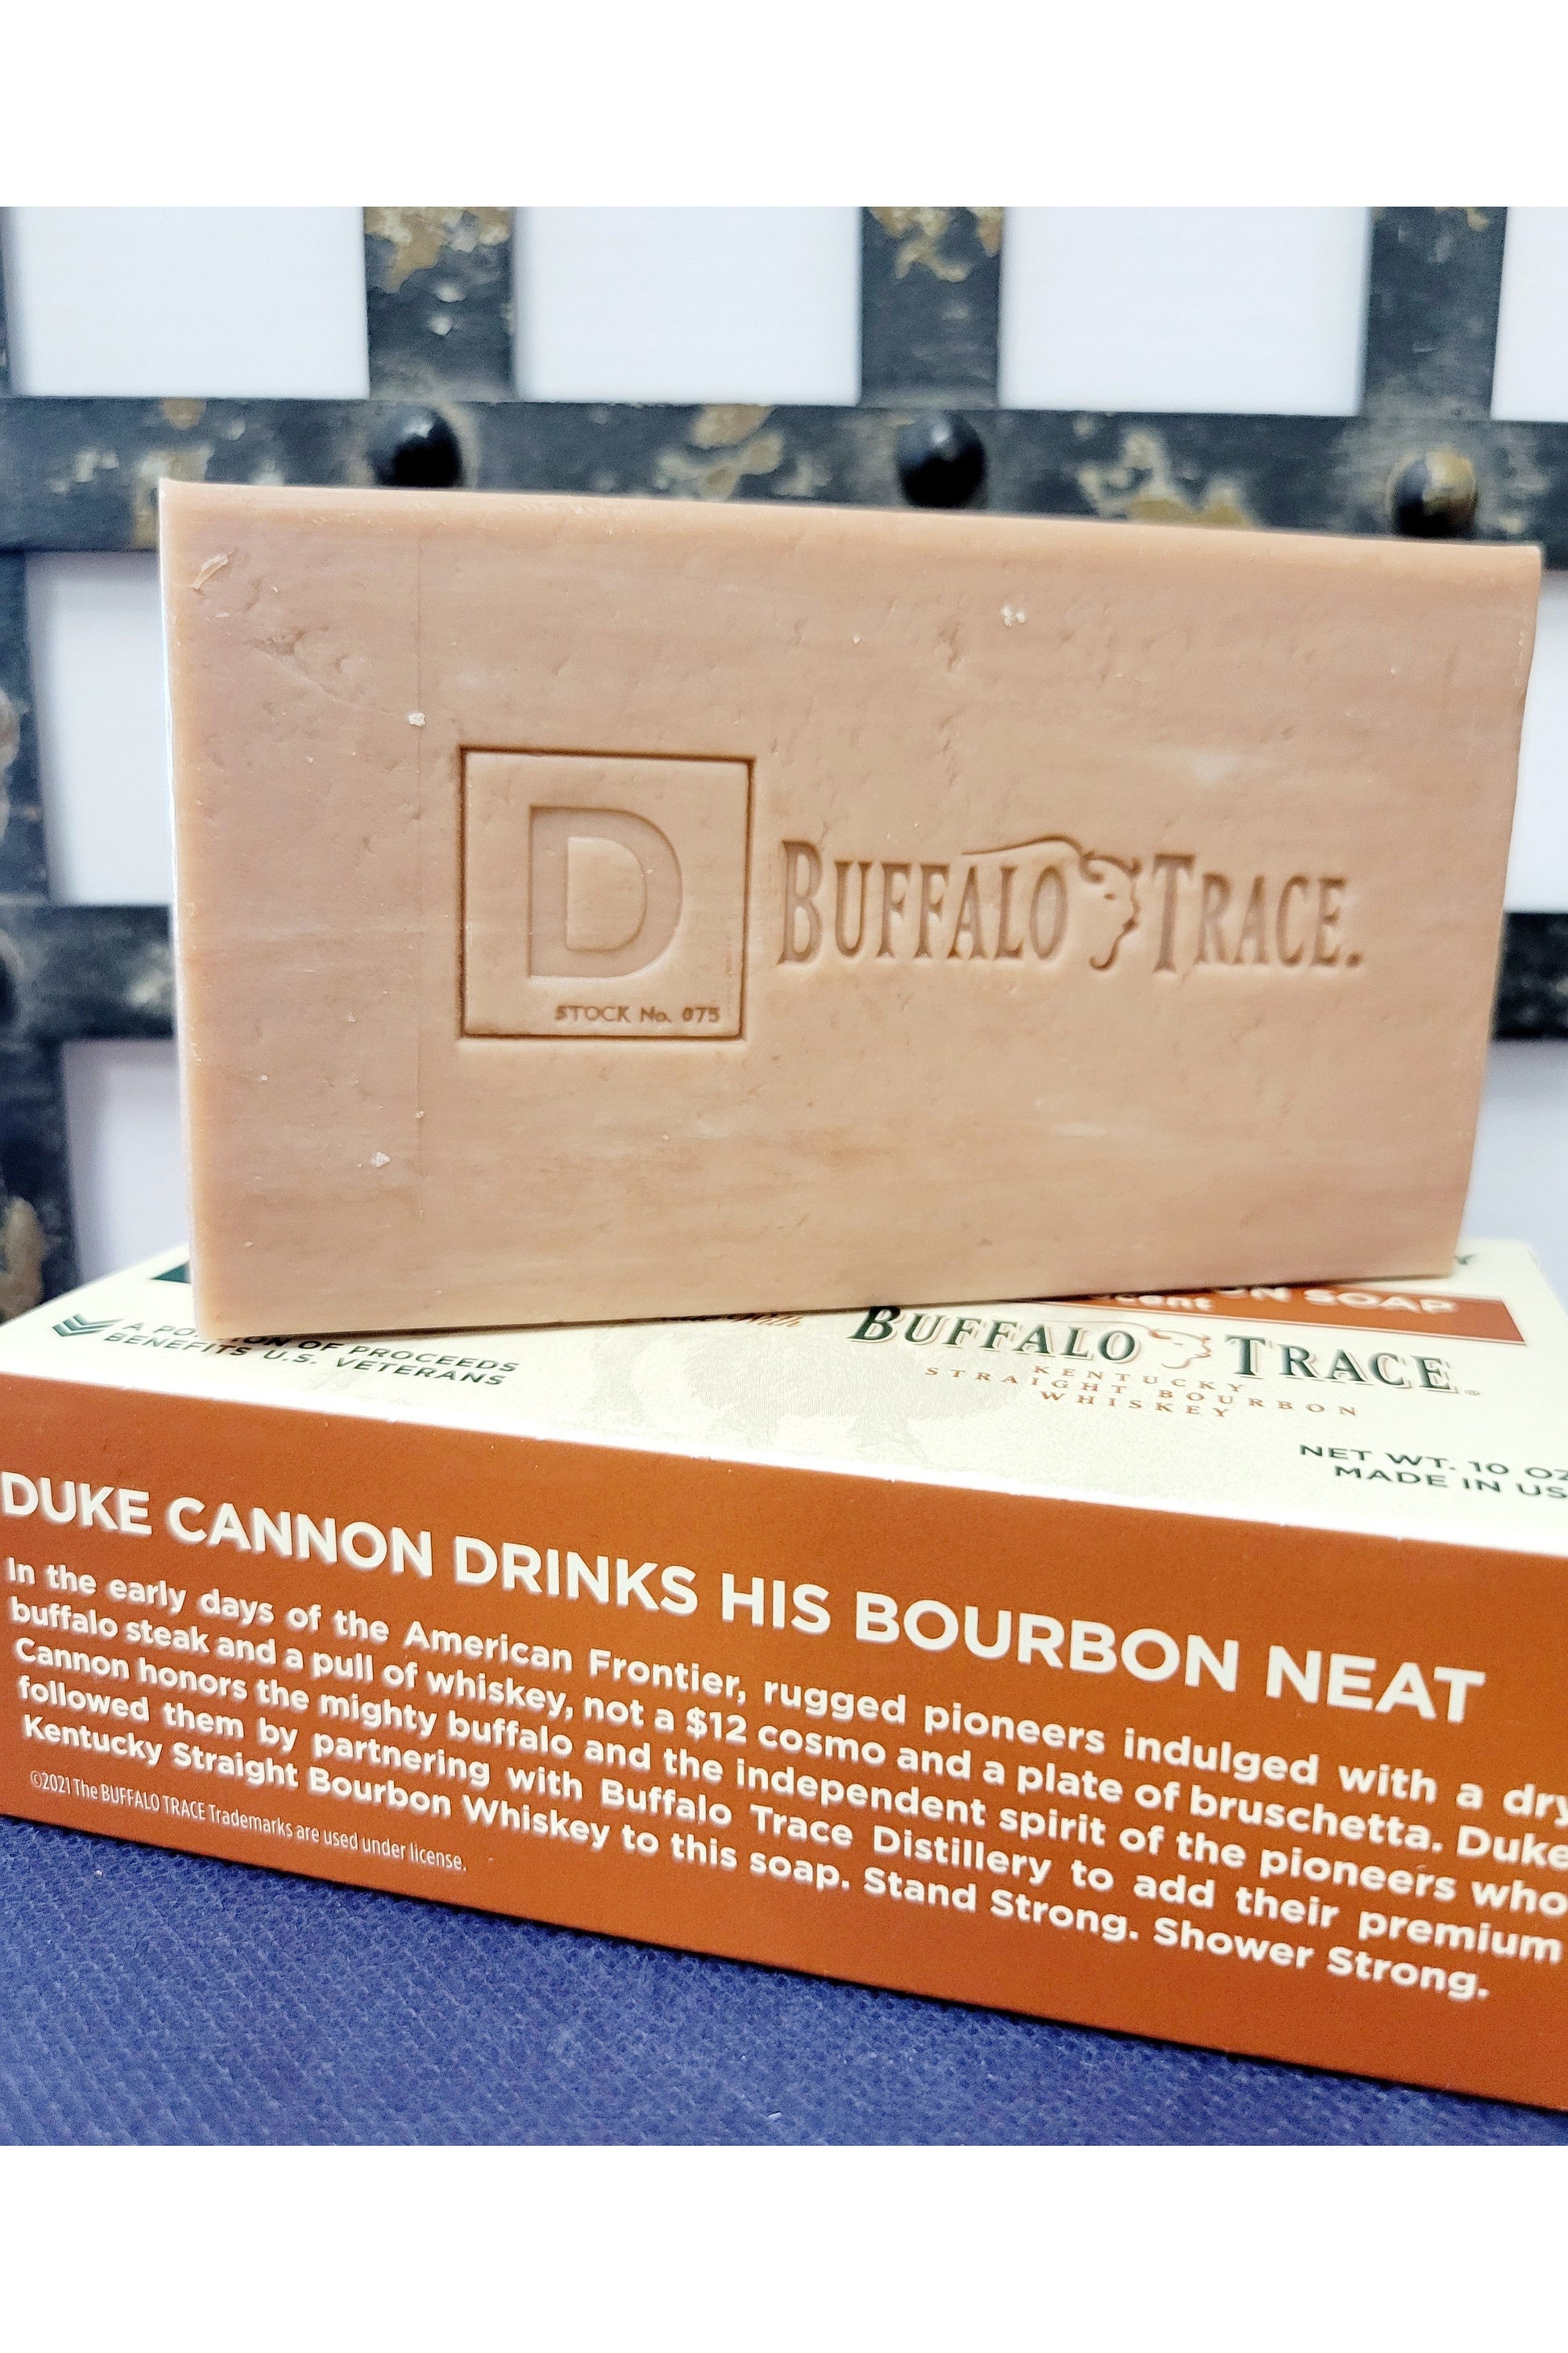 D
STOCK No. 075
BUFFALO TRACE.
SOAP
A PORTION OF PROCEEDS
BENEFITS U.S. VETERANS
BUFFALO TRACE®
KENTUCKY
STRAIGHT BOURBON
WHISKEY
NET WT. 10 OZ
MADE IN US
DUKE CANNON DRINKS HIS BOURBON NEAT
In the early days of the American Frontier, rugged pioneers indulged with a dry
buffalo steak and a pull of whiskey, not a $12 cosmo and a plate of bruschetta. Duke
Cannon honors the mighty buffalo and the independent spirit of the pioneers who
followed them by partnering with Buffalo Trace Distillery to add their premium
Kentucky Straight Bourbon Whiskey to this soap. Stand Strong. Shower Strong.
©2021 The BUFFALO TRACE Trademarks are used under license.